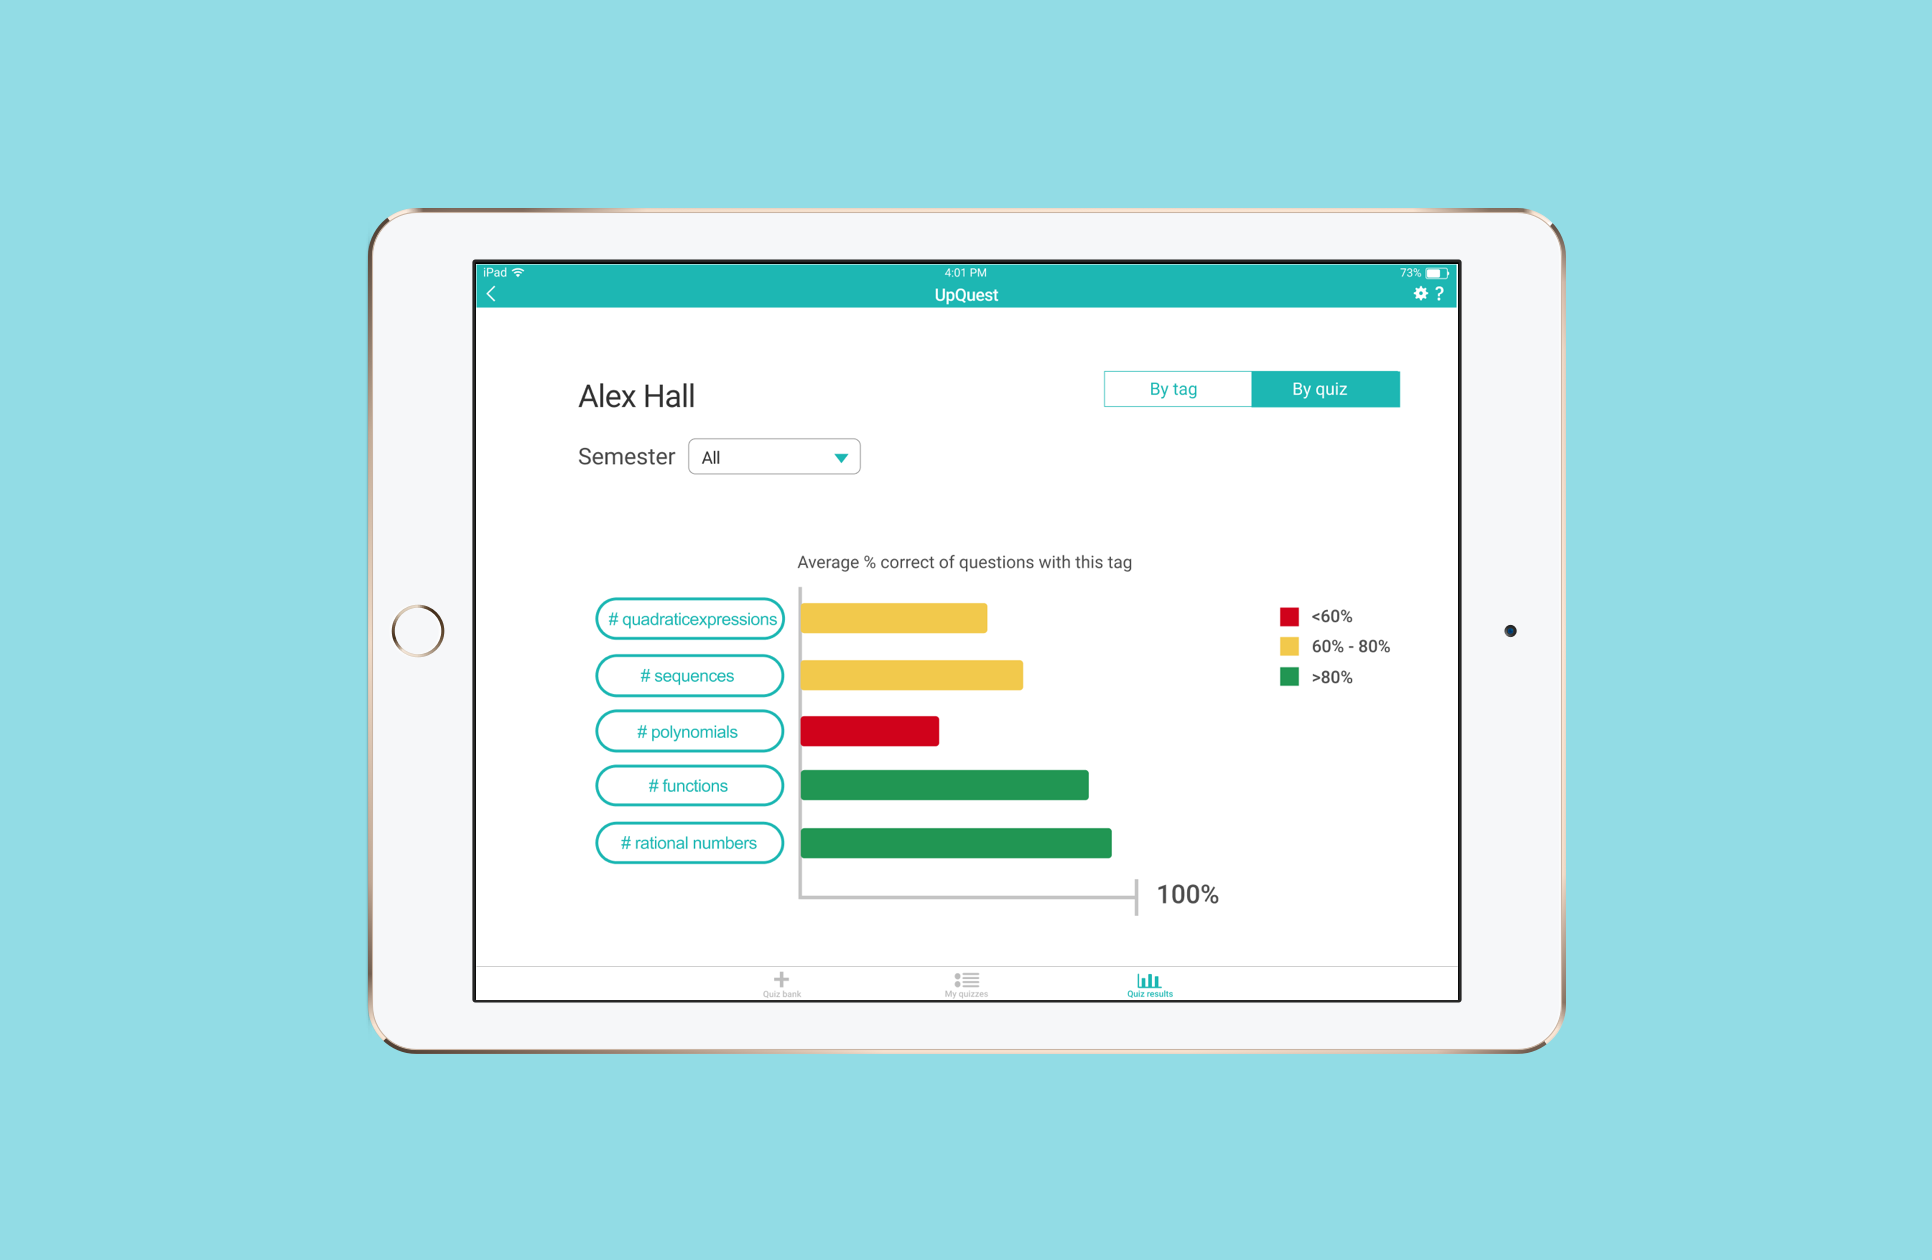 iPad 4:01 PM 73%
UpQuest ?
Alex Hall
By tag By quiz
Semester All
Average % correct of questions with this tag
# quadraticexpressions
# sequences
# polynomials
# functions
# rational numbers
<60%
60% - 80%
>80%
100%
Quiz bank My quizzes Quiz results